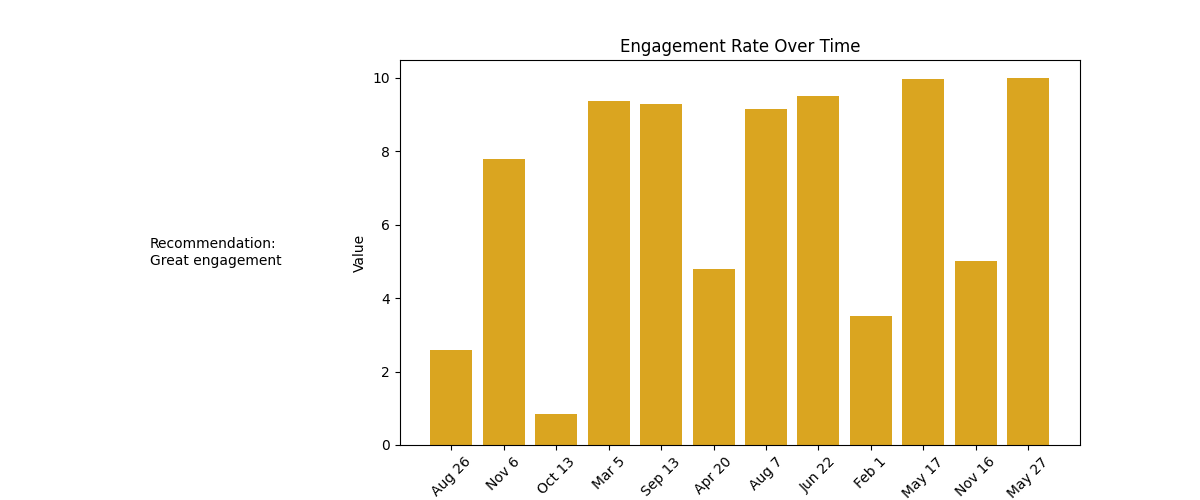 Engagement Rate Over Time
Recommendation:
Great engagement
Value
10
8
6
4
2
0
Aug 26
Nov 6
Oct 13
Mar 5
Sep 13
Apr 20
Aug 7
Jun 22
Feb 1
May 17
Nov 16
May 27